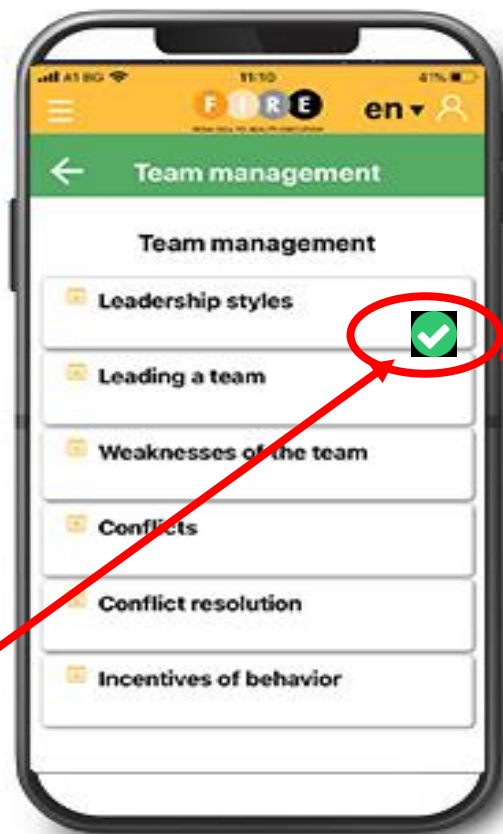 A1 BG 11:10 41%
FIRE en
Team management
Team management
Leadership styles
Leading a team
Weaknesses of the team
Conflicts
Conflict resolution
Incentives of behavior